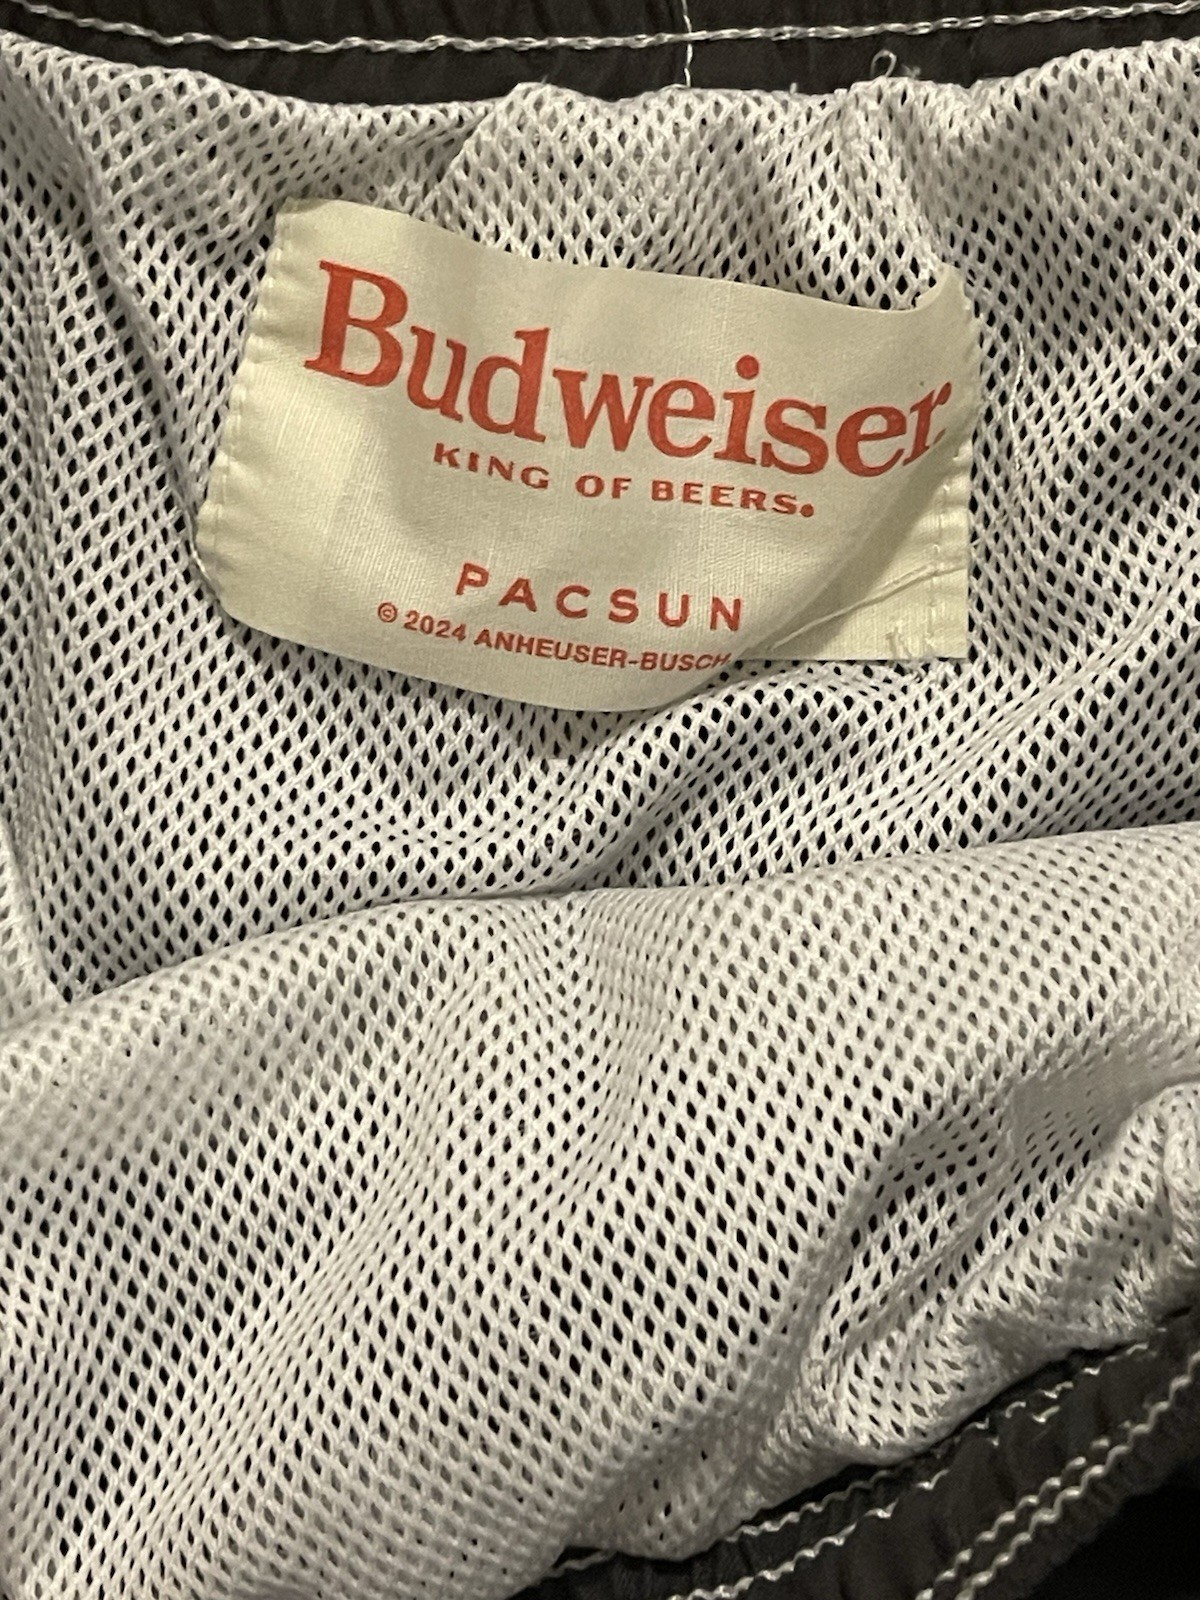 Budweiser
KING OF BEERS.
PACSUN
© 2024 ANHEUSER-BUSCH